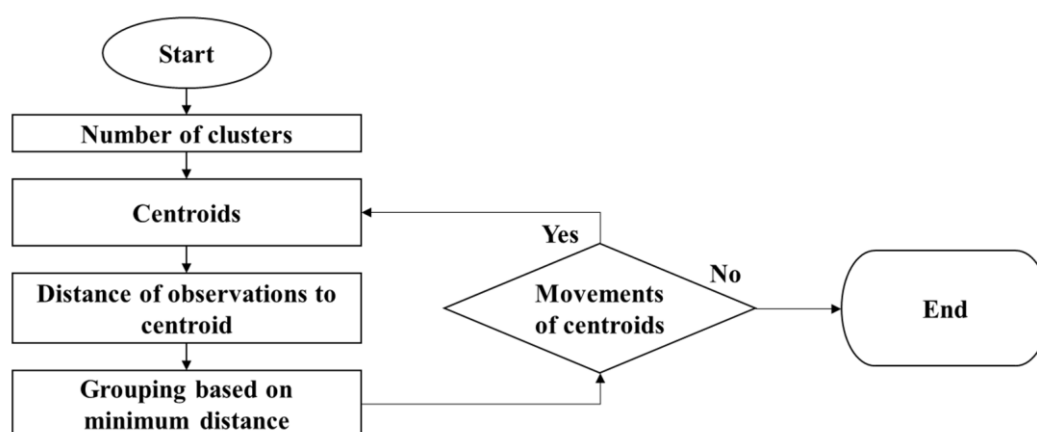 Start
Number of clusters
Centroids
Distance of observations to
centroid
Grouping based on
minimum distance
Yes
Movements
of centroids
No
End